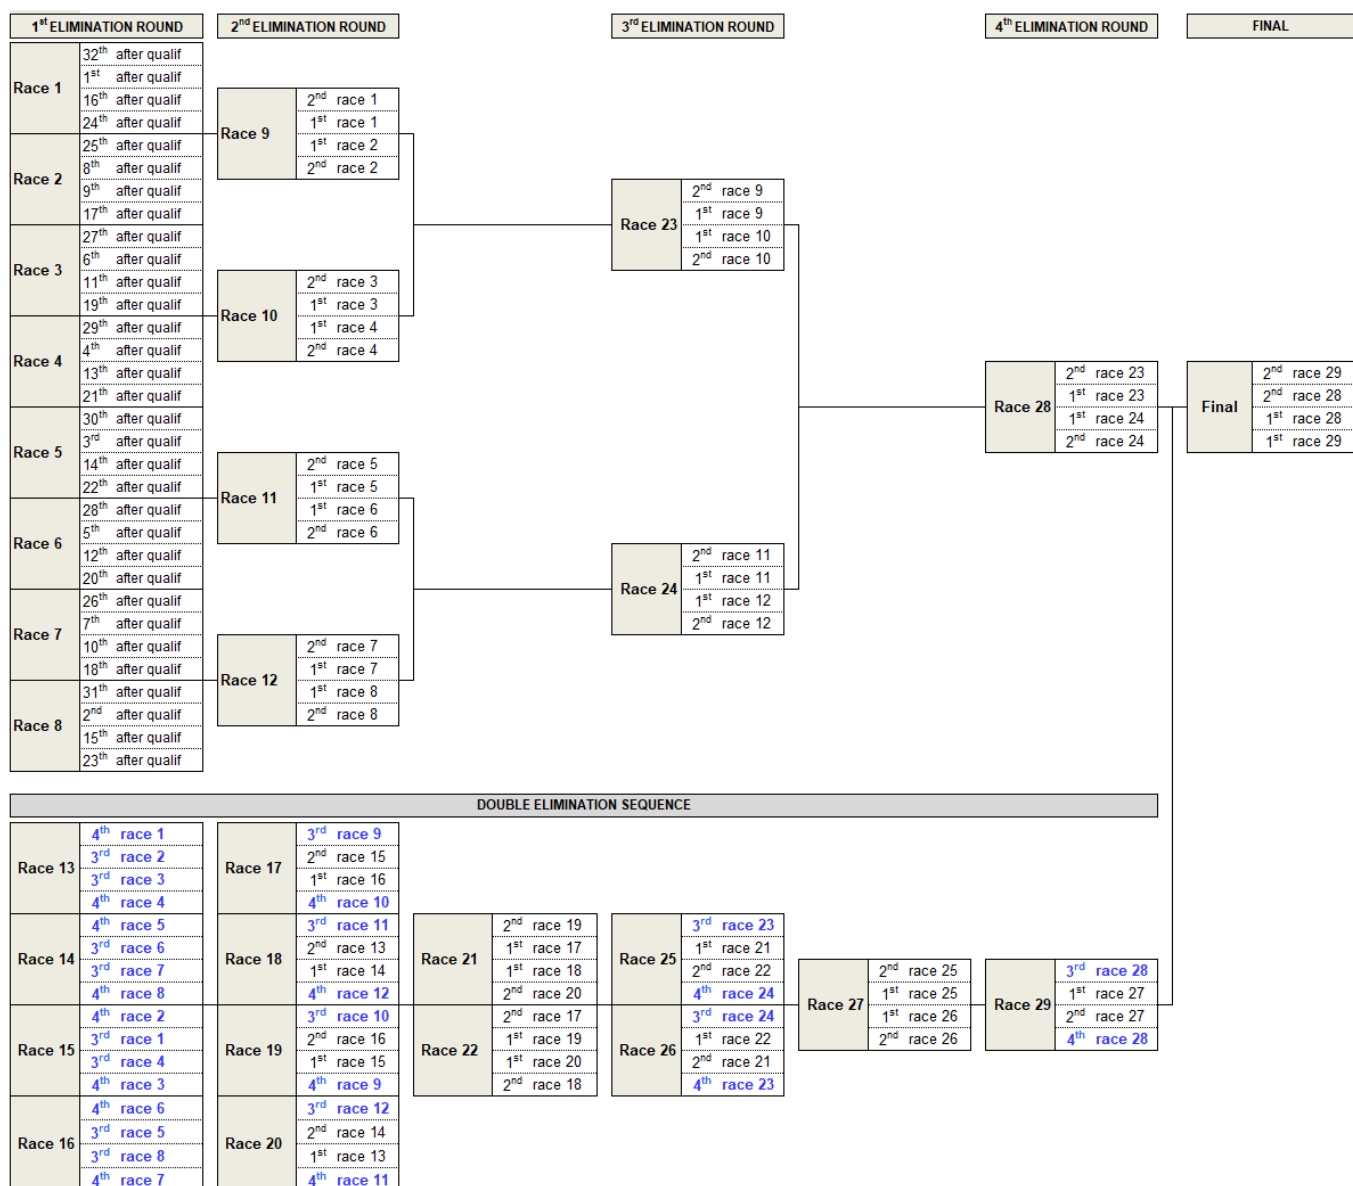 1st ELIMINATION ROUND
2nd ELIMINATION ROUND
3rd ELIMINATION ROUND
4th ELIMINATION ROUND
FINAL
Race 1
32th after qualif
1st after qualif
16th after qualif
24th after qualif
Race 2
25th after qualif
8th after qualif
9th after qualif
17th after qualif
Race 3
27th after qualif
6th after qualif
11th after qualif
19th after qualif
Race 4
29th after qualif
4th after qualif
13th after qualif
21th after qualif
Race 5
30th after qualif
3rd after qualif
14th after qualif
22th after qualif
Race 6
28th after qualif
5th after qualif
12th after qualif
20th after qualif
Race 7
26th after qualif
7th after qualif
10th after qualif
18th after qualif
Race 8
31th after qualif
2nd after qualif
15th after qualif
23th after qualif
Race 9
2nd race 1
1st race 1
1st race 2
2nd race 2
Race 10
2nd race 3
1st race 3
1st race 4
2nd race 4
Race 11
2nd race 5
1st race 5
1st race 6
2nd race 6
Race 12
2nd race 7
1st race 7
1st race 8
2nd race 8
Race 23
2nd race 9
1st race 9
1st race 10
2nd race 10
Race 24
2nd race 11
1st race 11
1st race 12
2nd race 12
Race 28
2nd race 23
1st race 23
1st race 24
2nd race 24
Final
2nd race 29
2nd race 28
1st race 28
1st race 29
DOUBLE ELIMINATION SEQUENCE
Race 13
4th race 1
3rd race 2
3rd race 3
4th race 4
Race 14
4th race 5
3rd race 6
3rd race 7
4th race 8
Race 15
4th race 2
3rd race 1
3rd race 4
4th race 3
Race 16
4th race 6
3rd race 5
3rd race 8
4th race 7
Race 17
3rd race 9
2nd race 15
1st race 16
4th race 10
Race 18
3rd race 11
2nd race 13
1st race 14
4th race 12
Race 19
3rd race 10
2nd race 16
1st race 15
4th race 9
Race 20
3rd race 12
2nd race 14
1st race 13
4th race 11
Race 21
2nd race 19
1st race 17
1st race 18
2nd race 20
Race 22
2nd race 17
1st race 19
1st race 20
2nd race 18
Race 25
3rd race 23
1st race 21
2nd race 22
4th race 24
Race 26
3rd race 24
1st race 22
2nd race 21
4th race 23
Race 27
2nd race 25
1st race 25
1st race 26
2nd race 26
Race 29
3rd race 28
1st race 27
2nd race 27
4th race 28